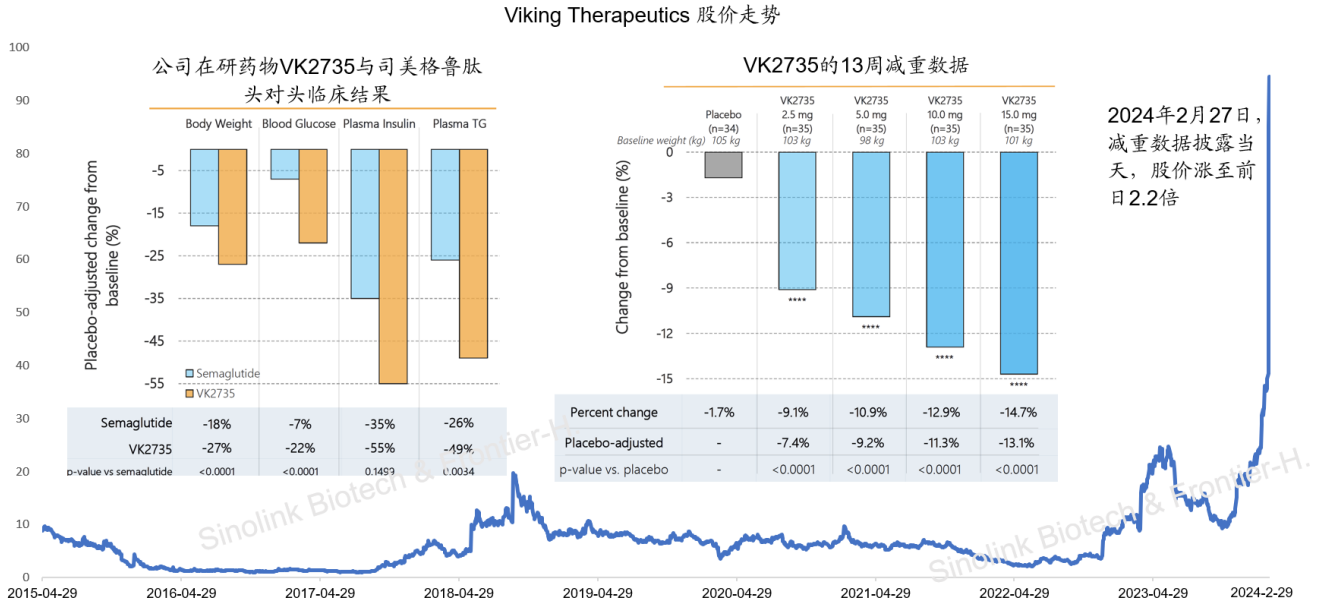 Viking Therapeutics 股价走势
100
90
80
70
60
50
40
30
20
10
0
公司在研药物VK2735与司美格鲁肽
头对头临床结果
Body Weight Blood Glucose Plasma Insulin Plasma TG
Placebo-adjusted change from
baseline (%)
-5
-15
-25
-35
-45
-55
Semaglutide
VK2735
Semaglutide -18% -7% -35% -26%
VK2735 -27% -22% -55% -49%
p-value vs semaglutide <0.0001 <0.0001 0.1499 0.0034
VK2735的13周减重数据
Placebo
(n=34)
VK2735
2.5 mg
(n=35)
VK2735
5.0 mg
(n=35)
VK2735
10.0 mg
(n=35)
VK2735
15.0 mg
(n=35)
Baseline weight (kg) 105 kg 103 kg 98 kg 103 kg 101 kg
Change from baseline (%)
0
-3
-6
-9
-12
-15
****
****
****
****
Percent change -1.7% -9.1% -10.9% -12.9% -14.7%
Placebo-adjusted - -7.4% -9.2% -11.3% -13.1%
p-value vs. placebo - <0.0001 <0.0001 <0.0001 <0.0001
2024年2月27日，
减重数据披露当
天，股价涨至前
日2.2倍
Sinolink Biotech & Frontier-H.
Sinolink Biotech & Frontier-H.
2015-04-29 2016-04-29 2017-04-29 2018-04-29 2019-04-29 2020-04-29 2021-04-29 2022-04-29 2023-04-29 2024-2-29